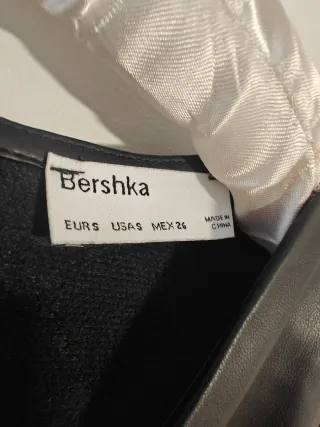 Bershka
EUR S USA S MEX 26 MADE IN
CHINA